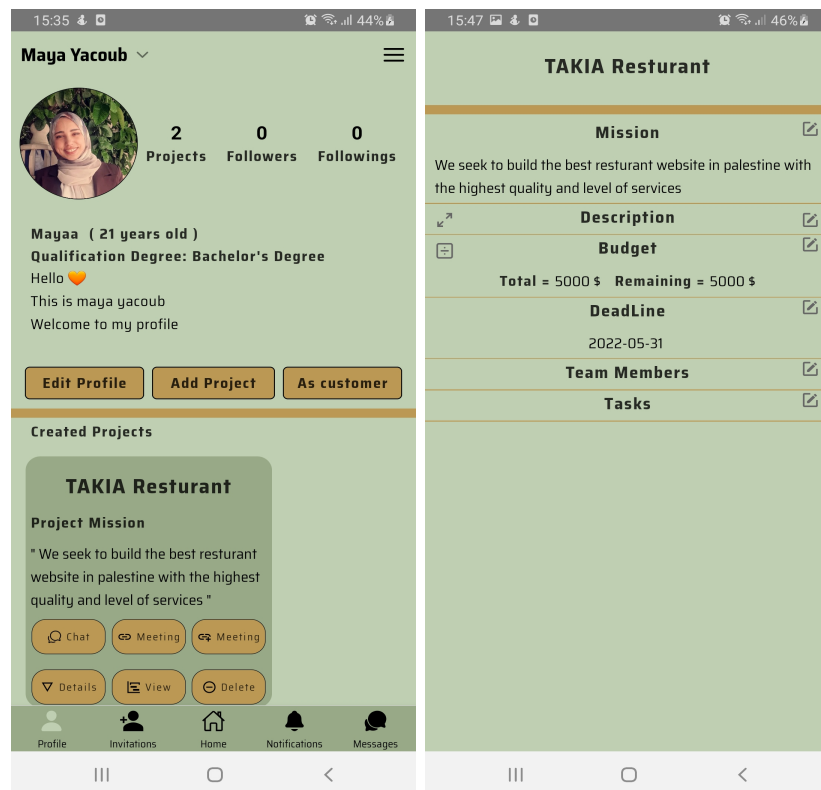 15:35
44%
Maya Yacoub
2 0 0
Projects Followers Followings
Mayaa ( 21 years old )
Qualification Degree: Bachelor's Degree
Hello 🧡
This is maya yacoub
Welcome to my profile
Edit Profile Add Project As customer
Created Projects
TAKIA Resturant
Project Mission
" We seek to build the best resturant
website in palestine with the highest
quality and level of services "
Chat Meeting Meeting
Details View Delete
Profile Invitations Home Notifications Messages
15:47
46%
TAKIA Resturant
Mission
We seek to build the best resturant website in palestine with
the highest quality and level of services
Description
Budget
Total = 5000 $ Remaining = 5000 $
DeadLine
2022-05-31
Team Members
Tasks